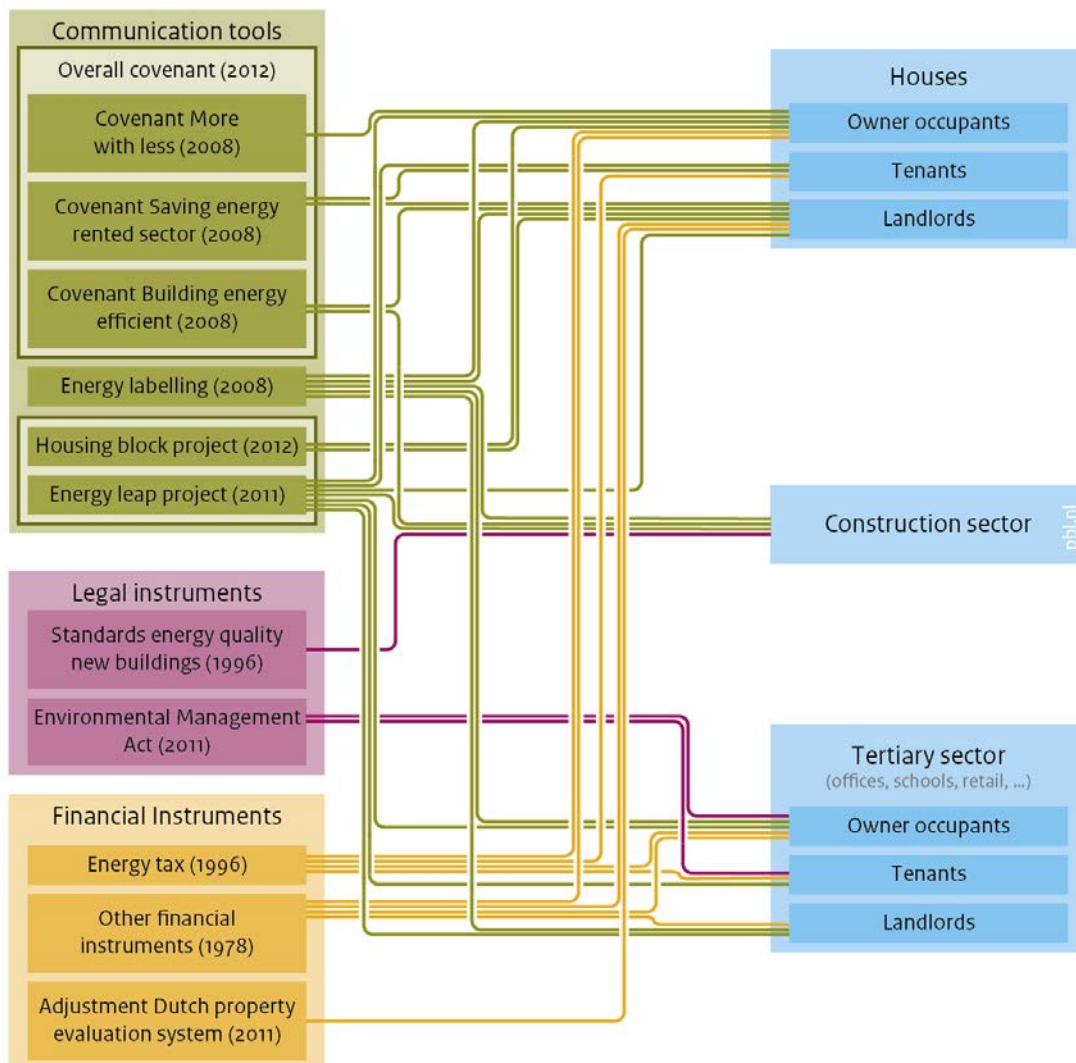 Communication tools
Overall covenant (2012)
Covenant More
with less (2008)
Covenant Saving energy
rented sector (2008)
Covenant Building energy
efficient (2008)
Energy labelling (2008)
Housing block project (2012)
Energy leap project (2011)
Legal instruments
Standards energy quality
new buildings (1996)
Environmental Management
Act (2011)
Financial Instruments
Energy tax (1996)
Other financial
instruments (1978)
Adjustment Dutch property
evaluation system (2011)
Houses
Owner occupants
Tenants
Landlords
Construction sector
pbl.nl
Tertiary sector
(offices, schools, retail, ...)
Owner occupants
Tenants
Landlords